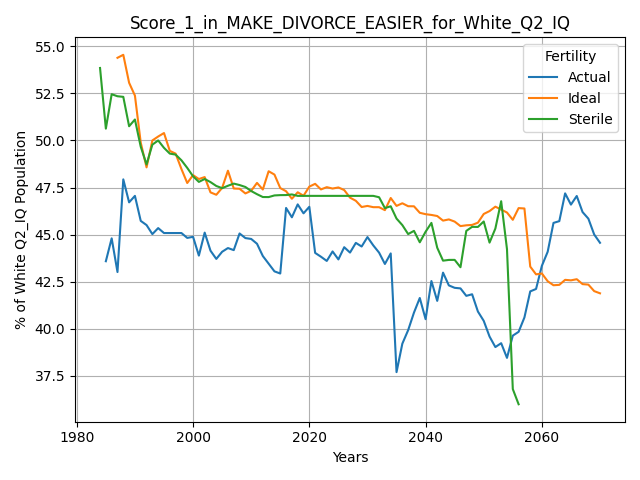 Score_1_in_MAKE_DIVORCE_EASIER_for_White_Q2_IQ
% of White Q2_IQ Population
55.0
52.5
50.0
47.5
45.0
42.5
40.0
37.5
Fertility
Actual
Ideal
Sterile
1980
2000
2020
2040
2060
Years